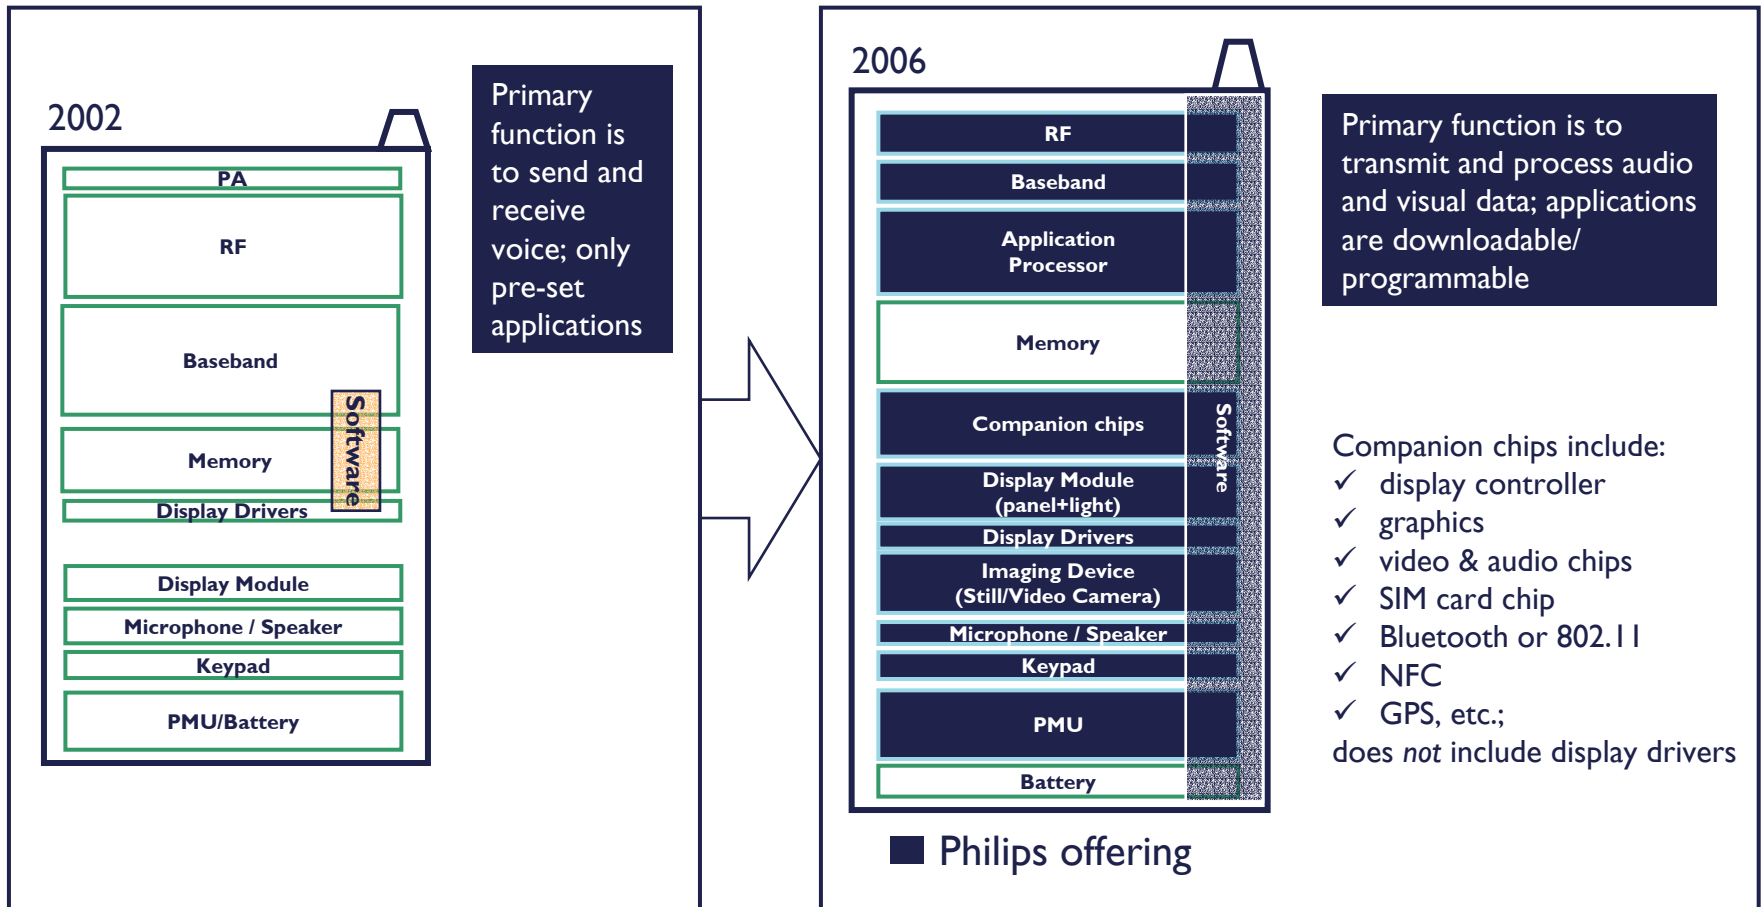 2002
PA
RF
Baseband
Software
Memory
Display Drivers
Display Module
Microphone / Speaker
Keypad
PMU/Battery
Primary
function is
to send and
receive
voice; only
pre-set
applications
2006
RF
Baseband
Application
Processor
Memory
Companion chips
Software
Display Module
(panel+light)
Display Drivers
Imaging Device
(Still/Video Camera)
Microphone / Speaker
Keypad
PMU
Battery
Philips offering
Primary function is to
transmit and process audio
and visual data; applications
are downloadable/
programmable
Companion chips include:
✓ display controller
✓ graphics
✓ video & audio chips
✓ SIM card chip
✓ Bluetooth or 802.11
✓ NFC
✓ GPS, etc.;
does not include display drivers